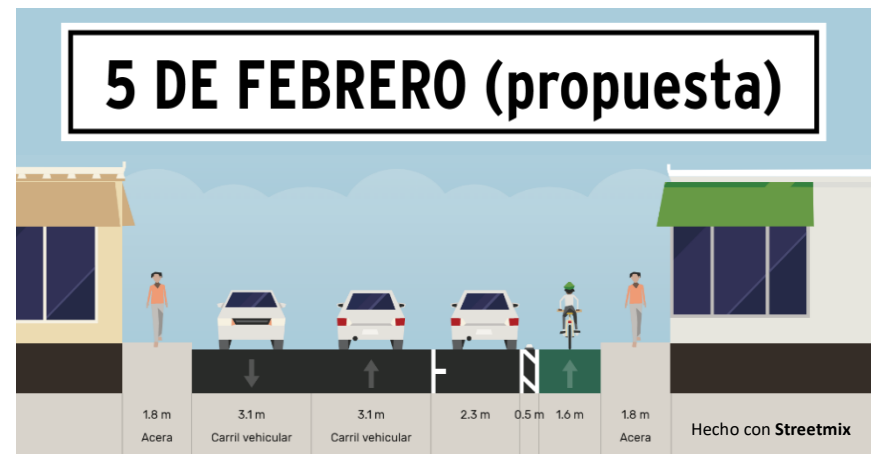 5 DE FEBRERO (propuesta)
1.8 m 3.1 m 3.1 m 2.3 m 0.5 m 1.6 m 1.8 m
Acera Carril vehicular Carril vehicular Acera
Hecho con Streetmix